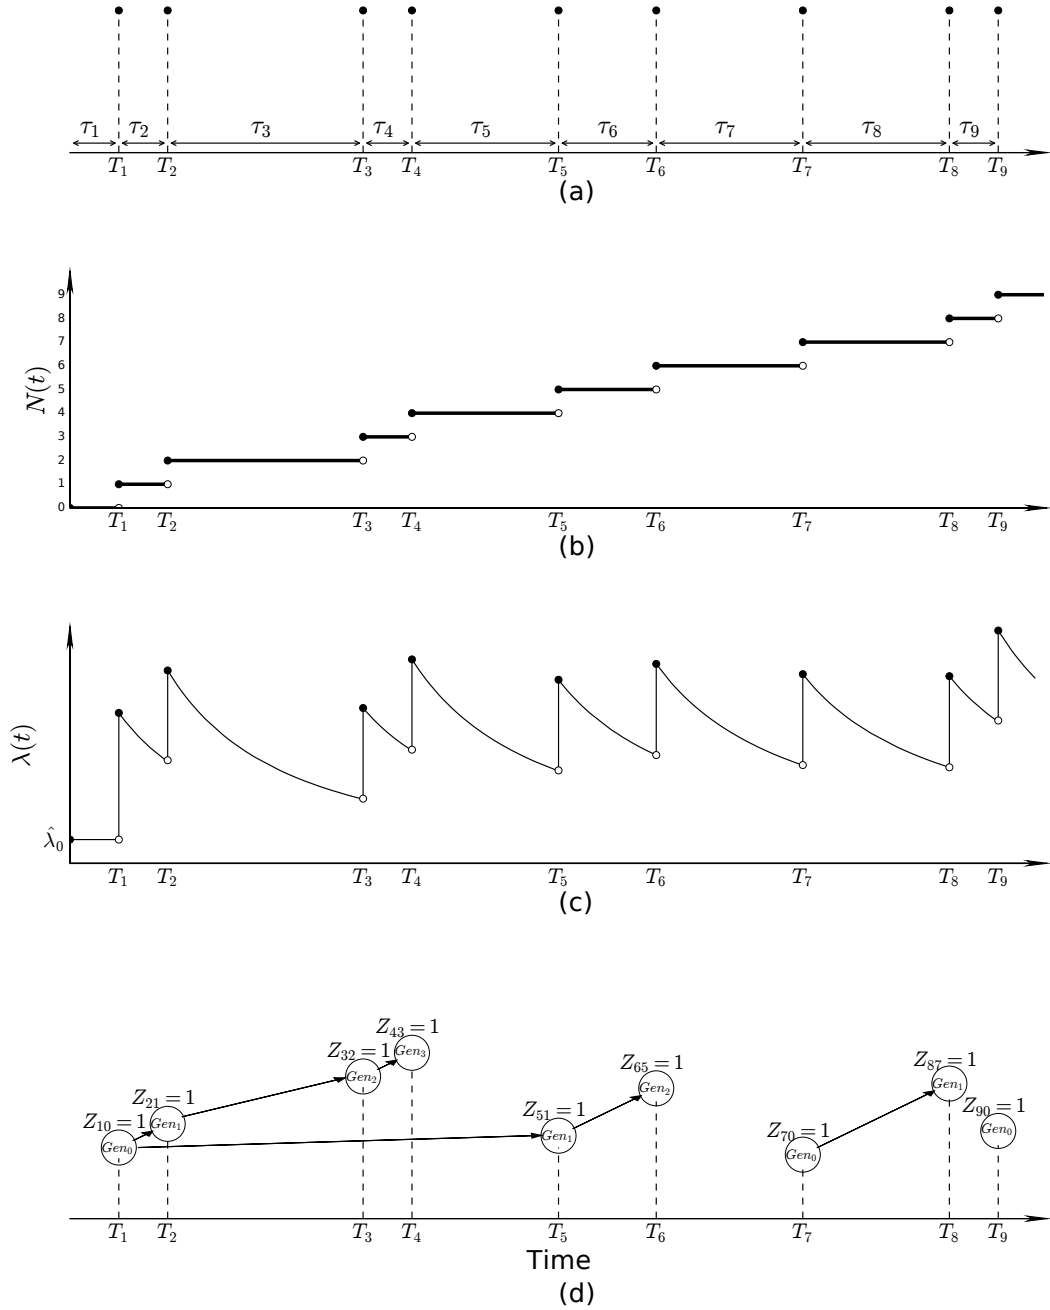 τ₁ τ₂ τ₃ τ₄ τ₅ τ₆ τ₇ τ₈ τ₉
T₁ T₂ T₃ T₄ T₅ T₆ T₇ T₈ T₉
(a)
N(t)
9
8
7
6
5
4
3
2
1
0
T₁ T₂ T₃ T₄ T₅ T₆ T₇ T₈ T₉
(b)
λ(t)
λ̂₀
T₁ T₂ T₃ T₄ T₅ T₆ T₇ T₈ T₉
(c)
Z₁₀ = 1
Gen₀
Z₂₁ = 1
Gen₁
Z₃₂ = 1
Gen₂
Z₄₃ = 1
Gen₃
Z₅₁ = 1
Gen₁
Z₆₅ = 1
Gen₂
Z₇₀ = 1
Gen₀
Z₈₇ = 1
Gen₁
Z₉₀ = 1
Gen₀
T₁ T₂ T₃ T₄ T₅ T₆ T₇ T₈ T₉
Time
(d)